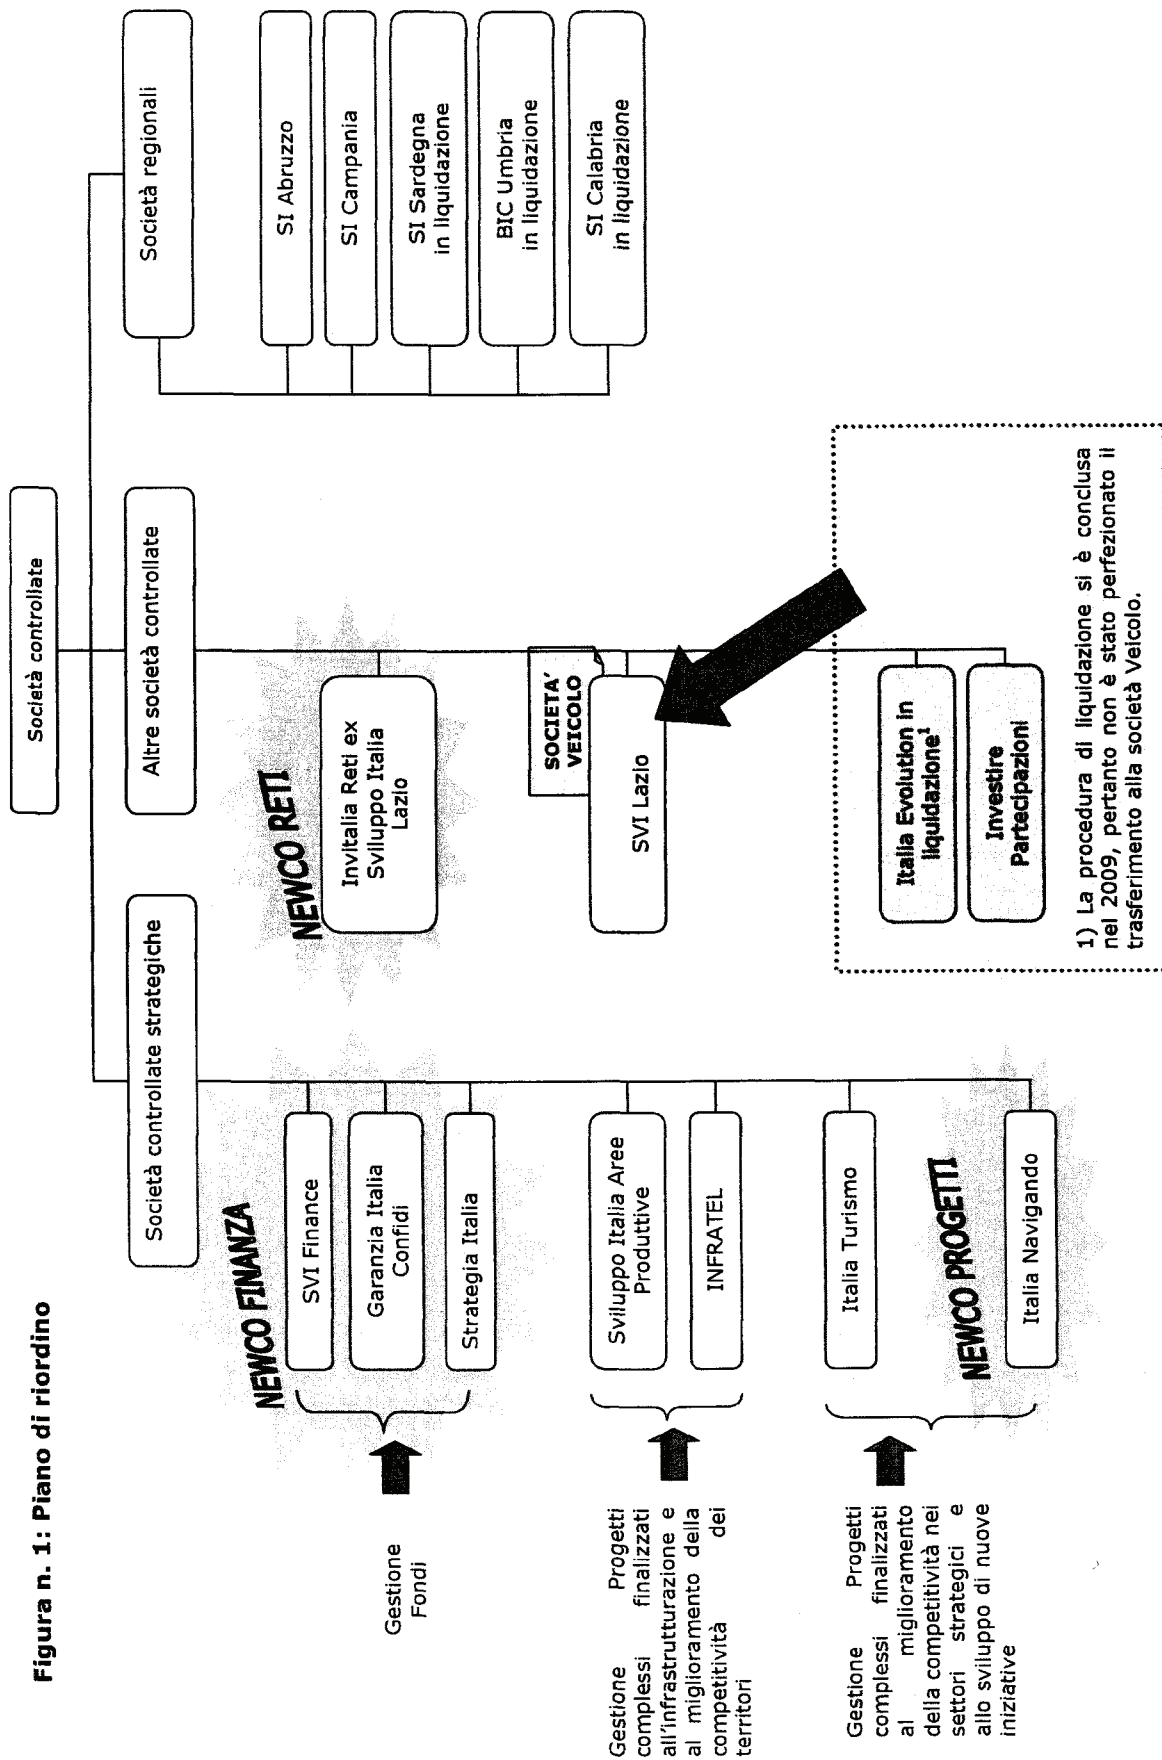 Figura n. 1: Piano di riordino
Società controllate
Società controllate strategiche
Altre società controllate
Società regionali
NEWCO FINANZA
SVI Finance
Garanzia Italia
Confidi
Strategia Italia
Gestione
Fondi
Sviluppo Italia Aree
Produttive
INFRATEL
Gestione Progetti
complessi finalizzati
all'infrastrutturazione e
al miglioramento della
competitività dei
territori
Italia Turismo
NEWCO PROGETTI
Italia Navigando
Gestione Progetti
complessi finalizzati
al miglioramento
della competitività nei
settori strategici e
allo sviluppo di nuove
iniziative
NEWCO RETI
Invitalia Reti ex
Sviluppo Italia
Lazio
SOCIETA'
VEICOLO
SVI Lazio
Italia Evolution in
liquidazione1
Investire
Partecipazioni
1) La procedura di liquidazione si è conclusa
nel 2009, pertanto non è stato perfezionato il
trasferimento alla società Veicolo.
SI Abruzzo
SI Campania
SI Sardegna
in liquidazione
BIC Umbria
in liquidazione
SI Calabria
in liquidazione